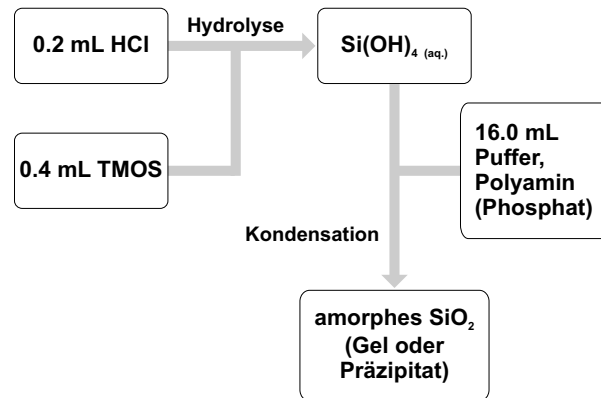 0.2 mL HCl
Hydrolyse
Si(OH)₄ (aq.)
0.4 mL TMOS
16.0 mL
Puffer,
Polyamin
(Phosphat)
Kondensation
amorphes SiO₂
(Gel oder
Präzipitat)